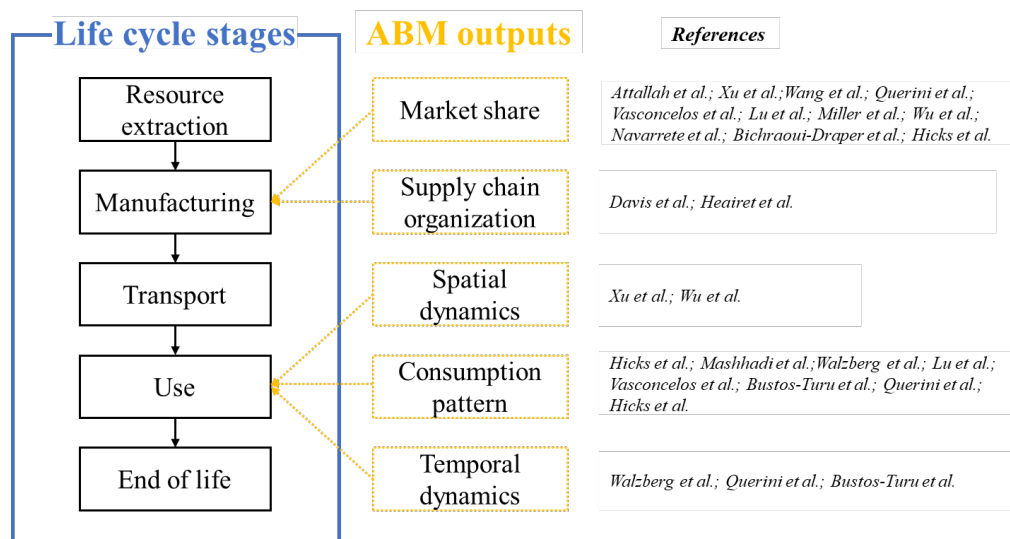 Life cycle stages
ABM outputs
References
Resource
extraction
Market share
Attallah et al.; Xu et al.;Wang et al.; Querini et al.;
Vasconcelos et al.; Lu et al.; Miller et al.; Wu et al.;
Navarrete et al.; Bichraoui-Draper et al.; Hicks et al.
Manufacturing
Supply chain
organization
Davis et al.; Heairet et al.
Transport
Spatial
dynamics
Xu et al.; Wu et al.
Use
Consumption
pattern
Hicks et al.; Mashhadi et al.;Walzberg et al.; Lu et al.;
Vasconcelos et al.; Bustos-Turu et al.; Querini et al.;
Hicks et al.
End of life
Temporal
dynamics
Walzberg et al.; Querini et al.; Bustos-Turu et al.